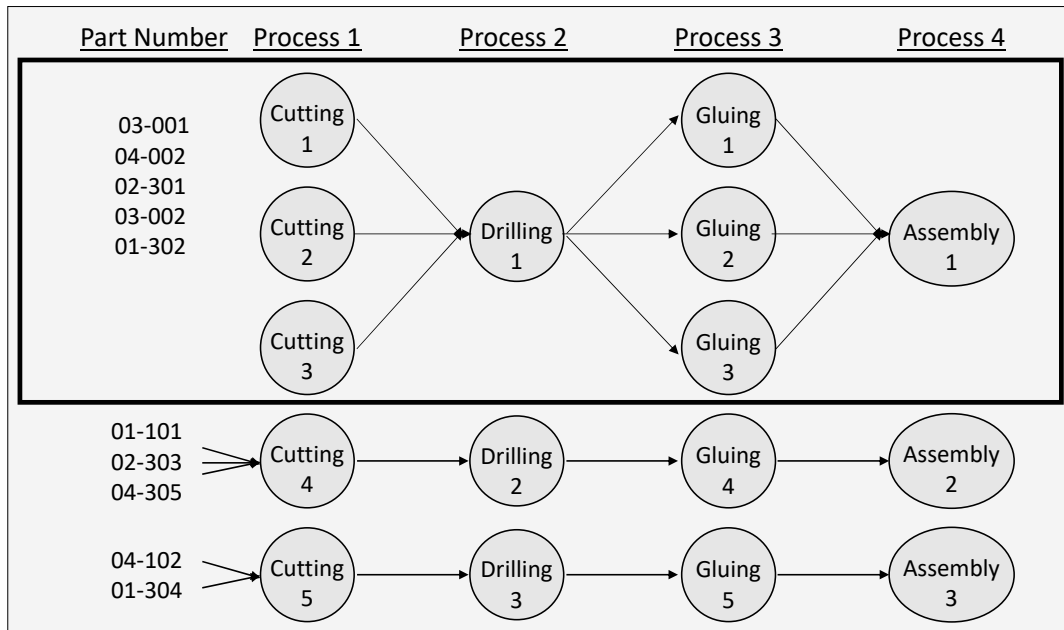 Part Number Process 1 Process 2 Process 3 Process 4
03-001
04-002
02-301
03-002
01-302
Cutting
1
Cutting
2
Cutting
3
Drilling
1
Gluing
1
Gluing
2
Gluing
3
Assembly
1
01-101
02-303
04-305
Cutting
4
Drilling
2
Gluing
4
Assembly
2
04-102
01-304
Cutting
5
Drilling
3
Gluing
5
Assembly
3